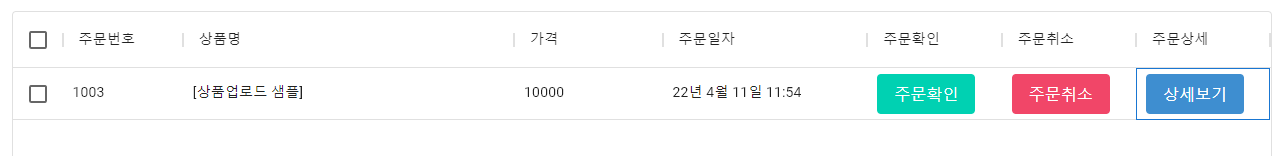 주문번호 상품명 가격 주문일자 주문확인 주문취소 주문상세
1003 [상품업로드 샘플] 10000 22년 4월 11일 11:54 주문확인 주문취소 상세보기